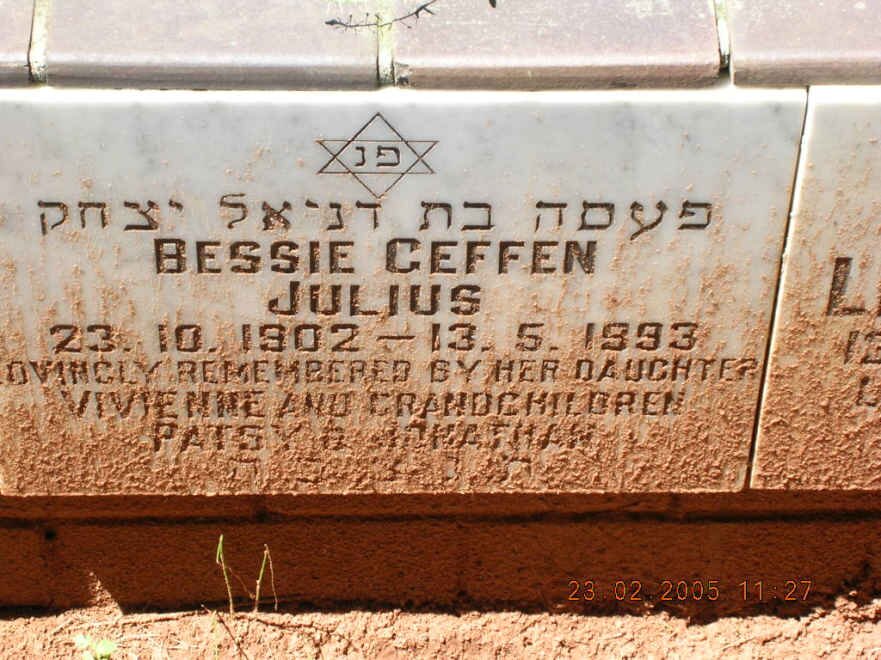 פנ
פעסה בת דניאל יצחק
BESSIE GEFFEN
JULIUS
23. 10. 1902 – 13. 5. 1993
LOVINGLY REMEMBERED BY HER DAUGHTER
VIVIENNE AND GRANDCHILDREN
PATSY & JONATHAN
23.02.2005 11:27